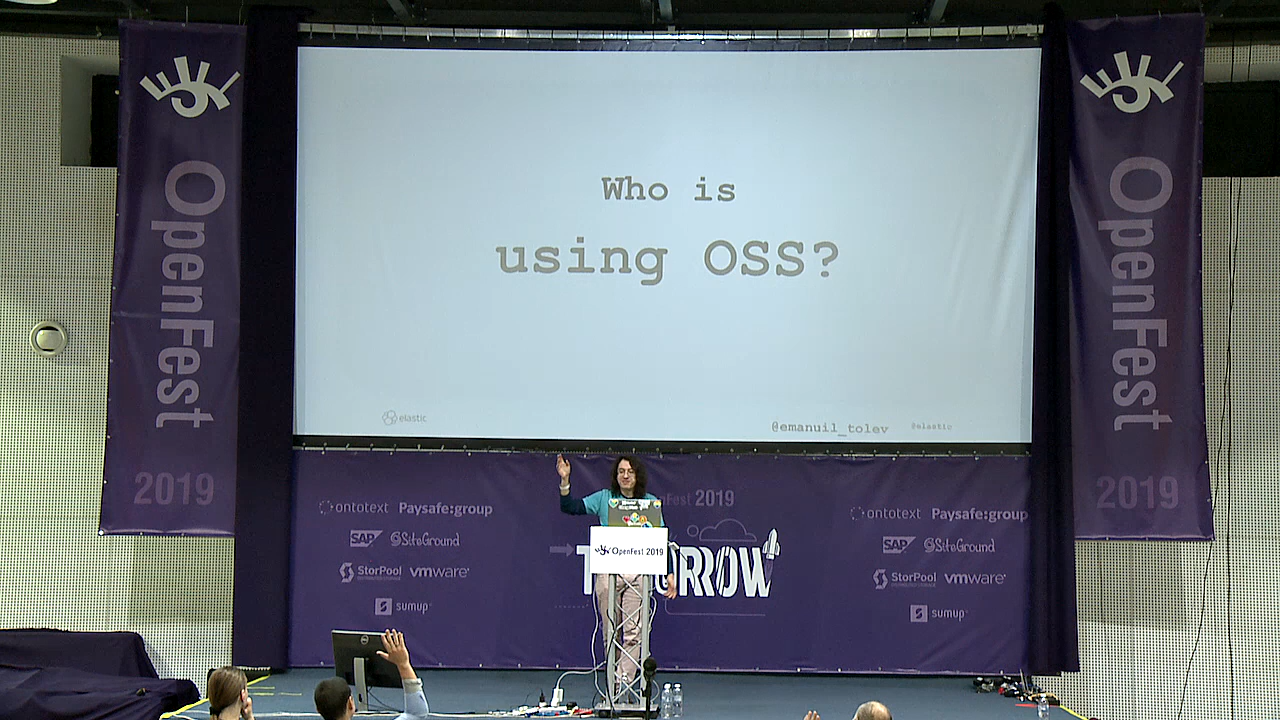 OpenFest
2019
Who is
using OSS?
elastic
@emanuil_tolev
@elastic
OpenFest
2019
ontotext
Paysafe:group
SAP
SiteGround
StorPool
vmware
sumup
2019
OpenFest 2019
ontotext
Paysafe:group
SAP
SiteGround
StorPool
vmware
sumup
DELL